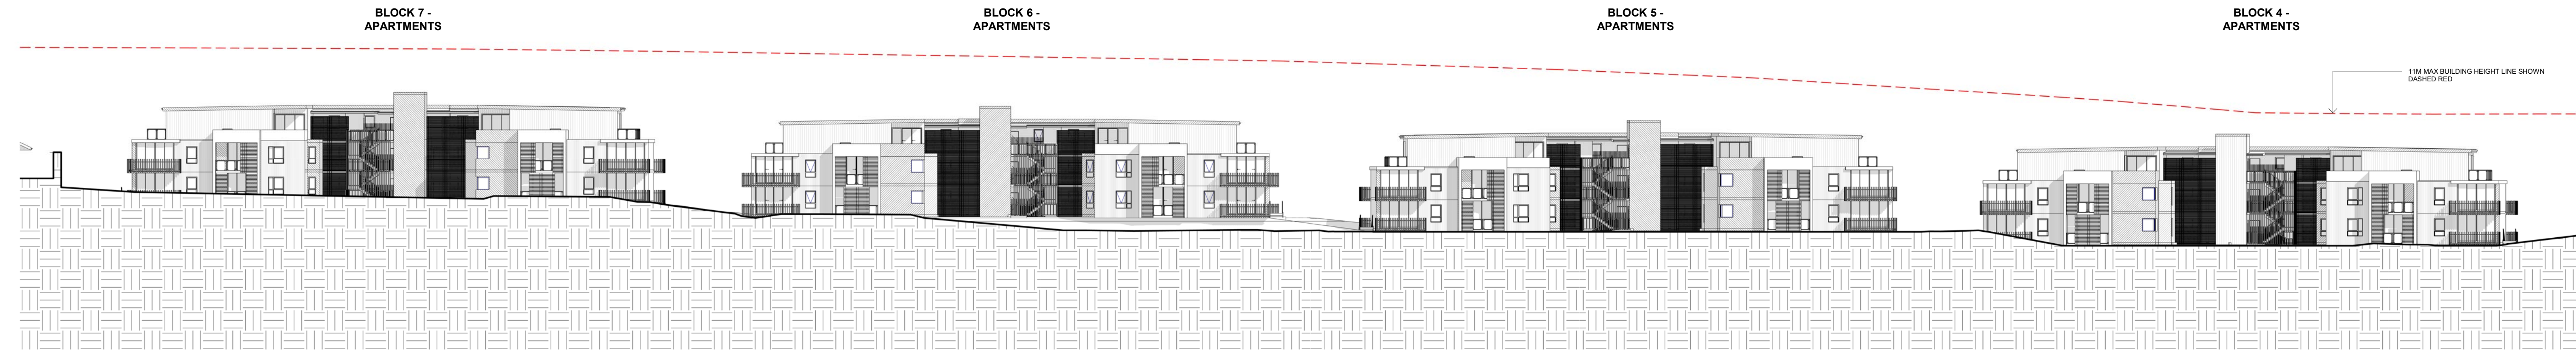 BLOCK 7 -
APARTMENTS
BLOCK 6 -
APARTMENTS
BLOCK 5 -
APARTMENTS
BLOCK 4 -
APARTMENTS
11M MAX BUILDING HEIGHT LINE SHOWN
DASHED RED